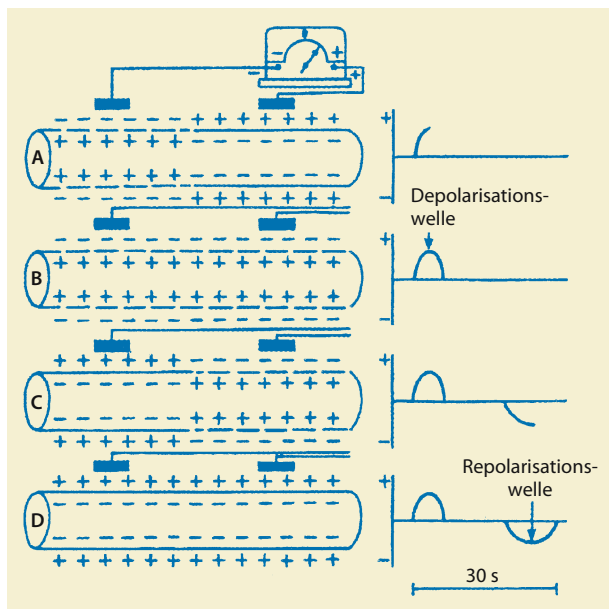 − +
− +
− − − − − − + + + + + + + +
A
+ + + + + + − − − − − −
+ + + + + + − − − − − −
− − − − − − + + + + + + +
+
−
Depolarisations-
welle
− − − − − − − − − − − −
B
+ + + + + + + + + + + +
+ + + + + + + + + + + +
− − − − − − − − − − − −
+
−
+ + + + + + − − − − − − −
C
− − − − − − + + + + + +
− − − − − − + + + + + +
+ + + + + + − − − − − − −
+
−
Repolarisations-
welle
+ + + + + + + + + + + + +
D
− − − − − − − − − − − −
− − − − − − − − − − − −
+ + + + + + + + + + + + +
+
−
30 s